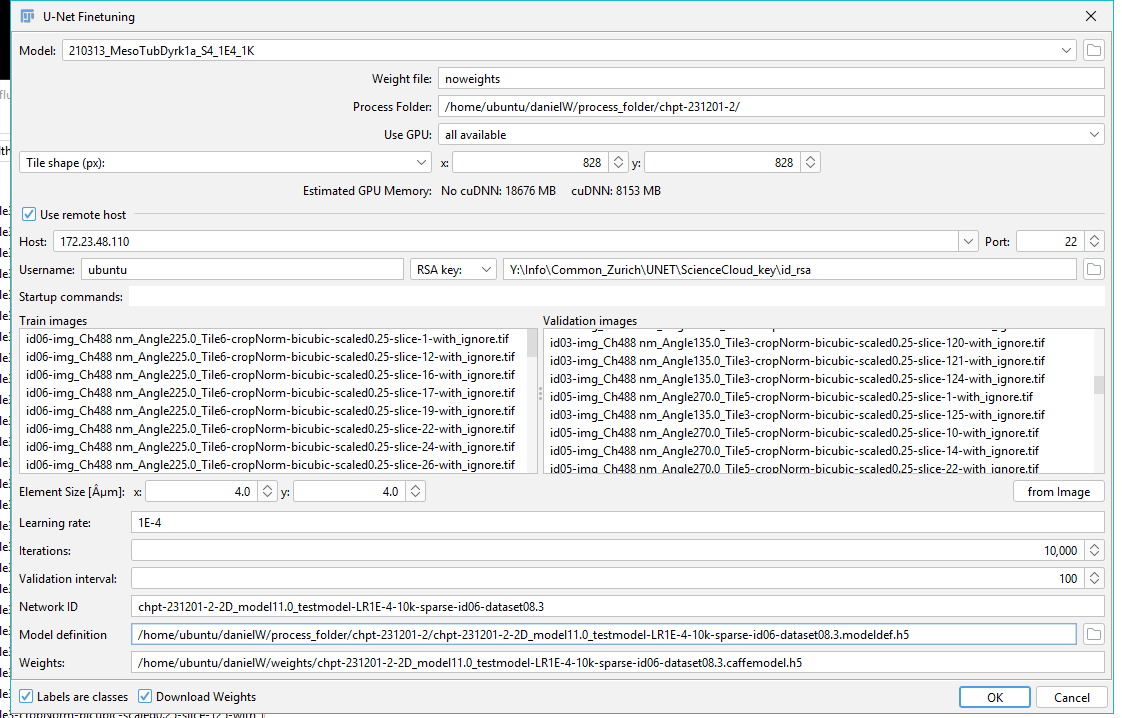 U-Net Finetuning
Model: 210313_MesoTubDyrk1a_S4_1E4_1K
Weight file: noweights
Process Folder: /home/ubuntu/danielW/process_folder/chpt-231201-2/
Use GPU: all available
Tile shape (px): x: 828 y: 828
Estimated GPU Memory: No cuDNN: 18676 MB cuDNN: 8153 MB
Use remote host
Host: 172.23.48.110 Port: 22
Username: ubuntu RSA key: Y:\Info\Common_Zurich\UNET\ScienceCloud_key\id_rsa
Startup commands:
Train images
id06-img_Ch488 nm_Angle225.0_Tile6-cropNorm-bicubic-scaled0.25-slice-1-with_ignore.tif
id06-img_Ch488 nm_Angle225.0_Tile6-cropNorm-bicubic-scaled0.25-slice-12-with_ignore.tif
id06-img_Ch488 nm_Angle225.0_Tile6-cropNorm-bicubic-scaled0.25-slice-16-with_ignore.tif
id06-img_Ch488 nm_Angle225.0_Tile6-cropNorm-bicubic-scaled0.25-slice-17-with_ignore.tif
id06-img_Ch488 nm_Angle225.0_Tile6-cropNorm-bicubic-scaled0.25-slice-19-with_ignore.tif
id06-img_Ch488 nm_Angle225.0_Tile6-cropNorm-bicubic-scaled0.25-slice-22-with_ignore.tif
id06-img_Ch488 nm_Angle225.0_Tile6-cropNorm-bicubic-scaled0.25-slice-24-with_ignore.tif
id06-img_Ch488 nm_Angle225.0_Tile6-cropNorm-bicubic-scaled0.25-slice-26-with_ignore.tif
Validation images
id03-img_Ch488 nm_Angle135.0_Tile3-cropNorm-bicubic-scaled0.25-slice-120-with_ignore.tif
id03-img_Ch488 nm_Angle135.0_Tile3-cropNorm-bicubic-scaled0.25-slice-121-with_ignore.tif
id03-img_Ch488 nm_Angle135.0_Tile3-cropNorm-bicubic-scaled0.25-slice-124-with_ignore.tif
id05-img_Ch488 nm_Angle270.0_Tile5-cropNorm-bicubic-scaled0.25-slice-1-with_ignore.tif
id03-img_Ch488 nm_Angle135.0_Tile3-cropNorm-bicubic-scaled0.25-slice-125-with_ignore.tif
id05-img_Ch488 nm_Angle270.0_Tile5-cropNorm-bicubic-scaled0.25-slice-10-with_ignore.tif
id05-img_Ch488 nm_Angle270.0_Tile5-cropNorm-bicubic-scaled0.25-slice-14-with_ignore.tif
id05-img_Ch488 nm_Angle270.0_Tile5-cropNorm-bicubic-scaled0.25-slice-22-with_ignore.tif
Element Size [Âµm]: x: 4.0 y: 4.0 from Image
Learning rate: 1E-4
Iterations: 10,000
Validation interval: 100
Network ID chpt-231201-2-2D_model11.0_testmodel-LR1E-4-10k-sparse-id06-dataset08.3
Model definition /home/ubuntu/danielW/process_folder/chpt-231201-2/chpt-231201-2-2D_model11.0_testmodel-LR1E-4-10k-sparse-id06-dataset08.3.modeldef.h5
Weights: /home/ubuntu/danielW/weights/chpt-231201-2-2D_model11.0_testmodel-LR1E-4-10k-sparse-id06-dataset08.3.caffemodel.h5
Labels are classes Download Weights OK Cancel